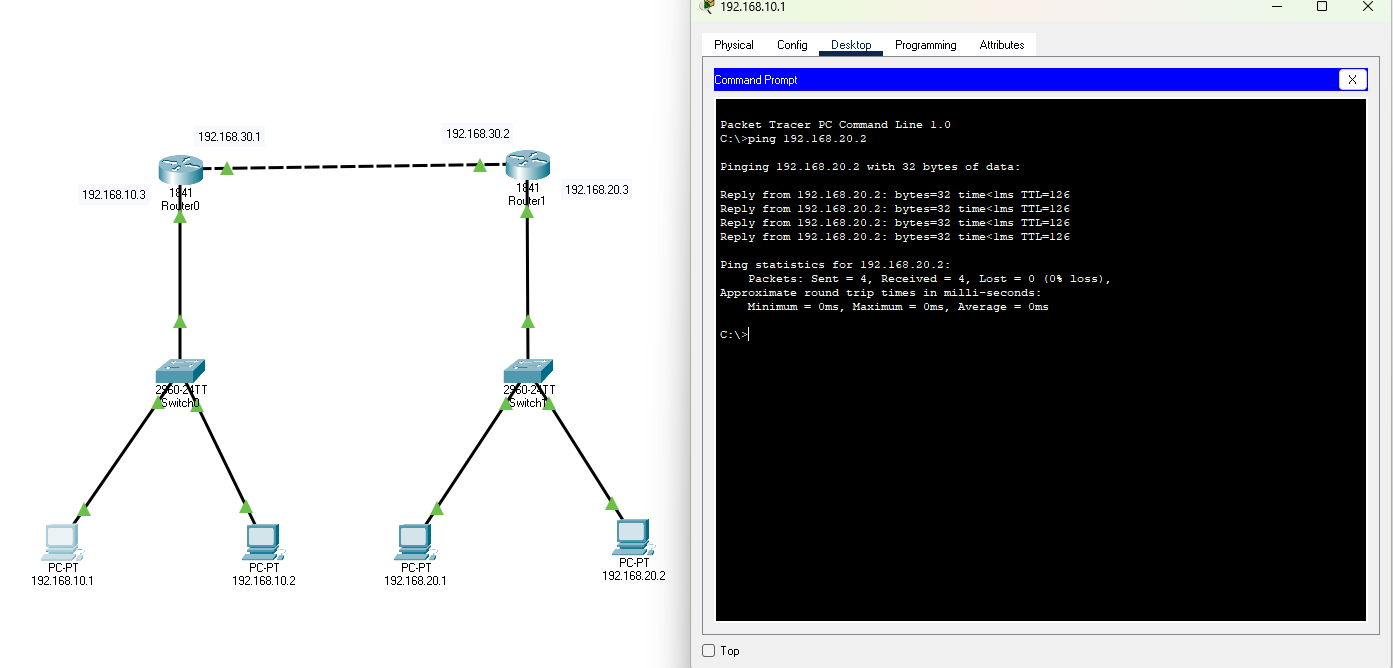 192.168.30.1
192.168.30.2
192.168.10.3
1841
Router0
1841
Router1
192.168.20.3
2960-24TT
Switch0
2960-24TT
Switch1
PC-PT
192.168.10.1
PC-PT
192.168.10.2
PC-PT
192.168.20.1
PC-PT
192.168.20.2
192.168.10.1
Physical Config Desktop Programming Attributes
Command Prompt
X
Packet Tracer PC Command Line 1.0
C:\>ping 192.168.20.2
Pinging 192.168.20.2 with 32 bytes of data:
Reply from 192.168.20.2: bytes=32 time<1ms TTL=126
Reply from 192.168.20.2: bytes=32 time<1ms TTL=126
Reply from 192.168.20.2: bytes=32 time<1ms TTL=126
Reply from 192.168.20.2: bytes=32 time<1ms TTL=126
Ping statistics for 192.168.20.2:
Packets: Sent = 4, Received = 4, Lost = 0 (0% loss),
Approximate round trip times in milli-seconds:
Minimum = 0ms, Maximum = 0ms, Average = 0ms
C:\>
Top